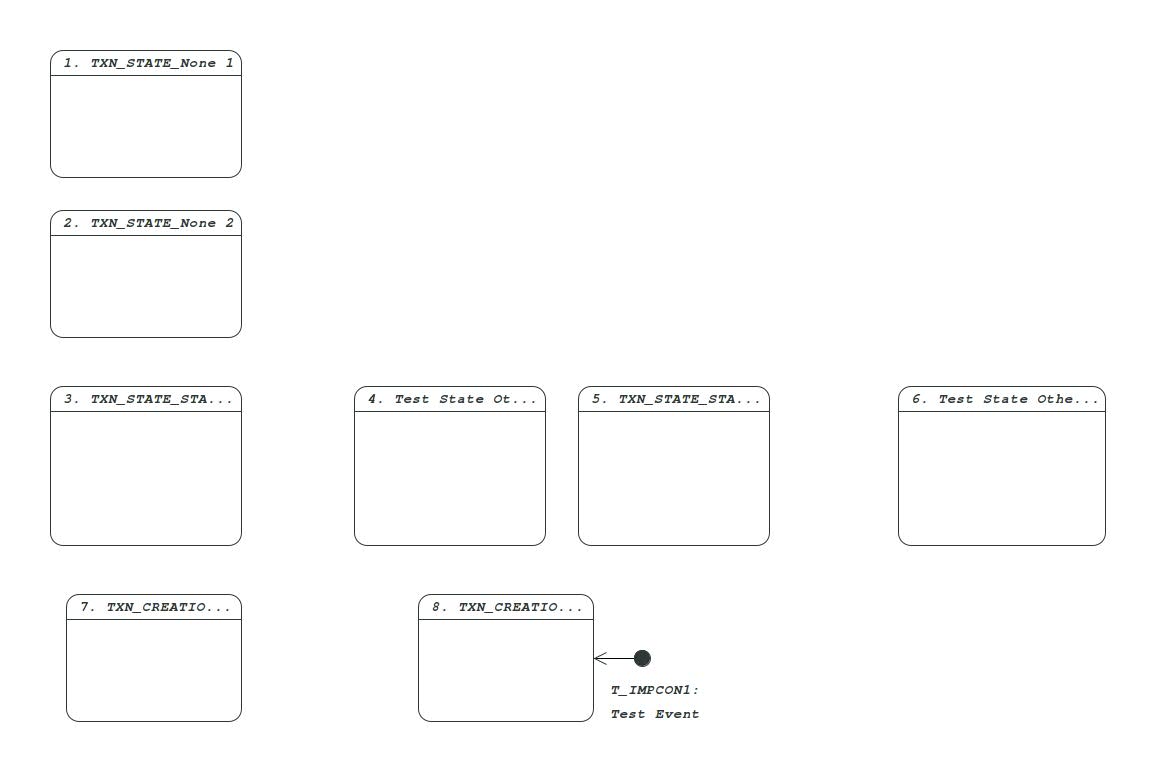 1. TXN_STATE_None 1
2. TXN_STATE_None 2
3. TXN_STATE_STA...
4. Test State Ot...
5. TXN_STATE_STA...
6. Test State Othe...
7. TXN_CREATIO...
8. TXN_CREATIO...
T_IMPCON1:
Test Event